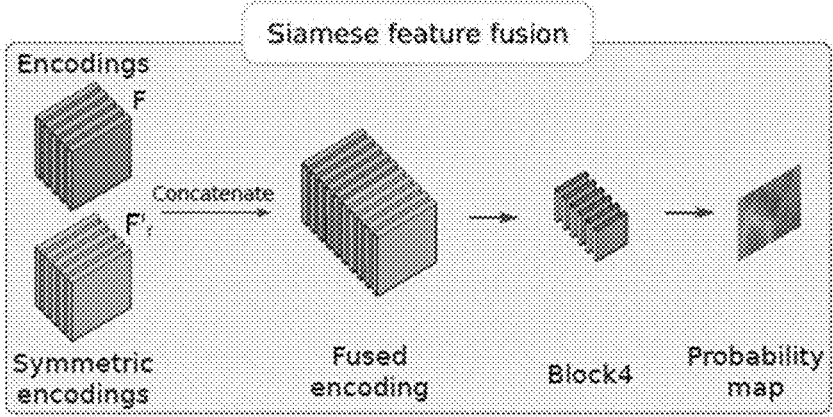 Siamese feature fusion
Encodings
F
Concatenate
F'f
Symmetric
encodings
Fused
encoding
Block4
Probability
map